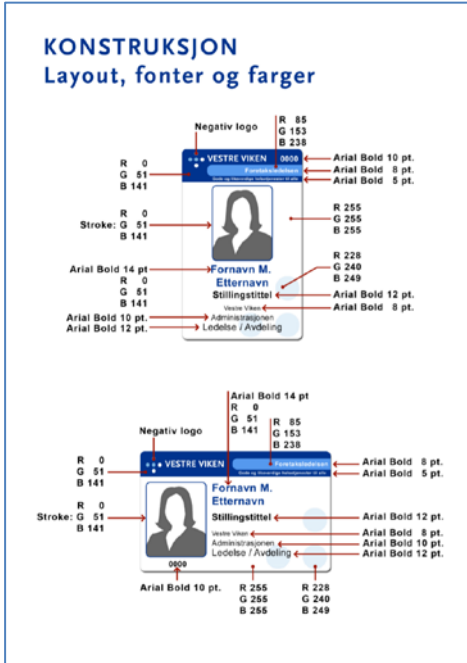 KONSTRUKSJON
Layout, fonter og farger
R 85
G 153
B 238
Negativ logo
VESTRE VIKEN 0000
Arial Bold 10 pt.
R 0
G 51
B 141
Foretaksledelsen
Arial Bold 8 pt.
Arial Bold 5 pt.
Stroke:
R 0
G 51
B 141
R 255
G 255
B 255
Arial Bold 14 pt
Fornavn M.
Etternavn
R 0
G 51
B 141
R 228
G 240
B 249
Stillingstittel
Arial Bold 12 pt.
Vestre Viken
Arial Bold 8 pt.
Arial Bold 10 pt.
Administrasjonen
Arial Bold 12 pt.
Ledelse / Avdeling
Arial Bold 14 pt
R 0
G 51
B 141
R 85
G 153
B 238
Negativ logo
VESTRE VIKEN
Foretaksledelsen
Arial Bold 8 pt.
Arial Bold 5 pt.
R 0
G 51
B 141
Fornavn M.
Etternavn
Stroke:
R 0
G 51
B 141
Stillingstittel
Arial Bold 12 pt.
Vestre Viken
Arial Bold 8 pt.
Administrasjonen
Arial Bold 10 pt.
Ledelse / Avdeling
Arial Bold 12 pt.
0000
Arial Bold 10 pt.
R 255
G 255
B 255
R 228
G 240
B 249